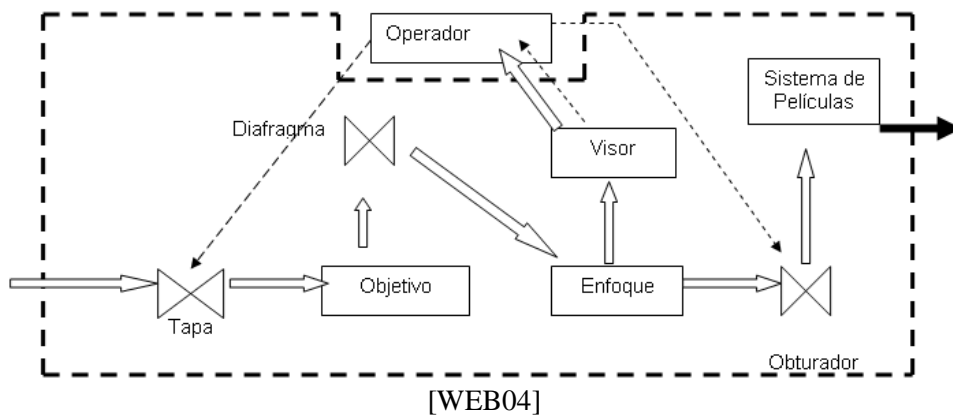 Operador
Sistema de
Películas
Diafragma
Visor
Objetivo
Enfoque
Tapa
Obturador
[WEB04]